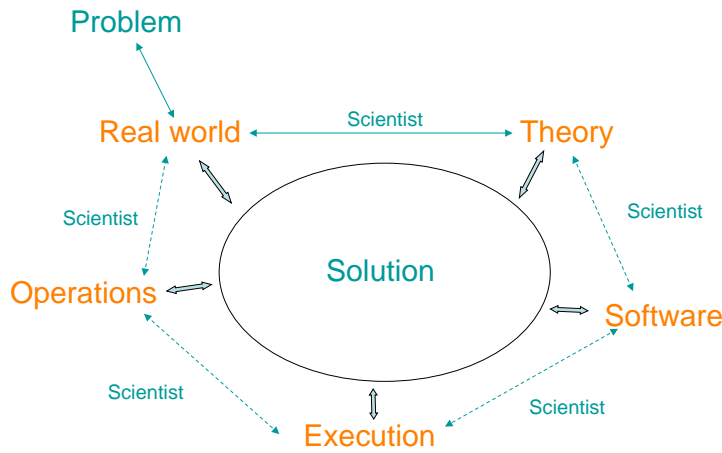 Problem
Scientist
Real world
Theory
Scientist
Scientist
Solution
Operations
Software
Scientist
Scientist
Execution